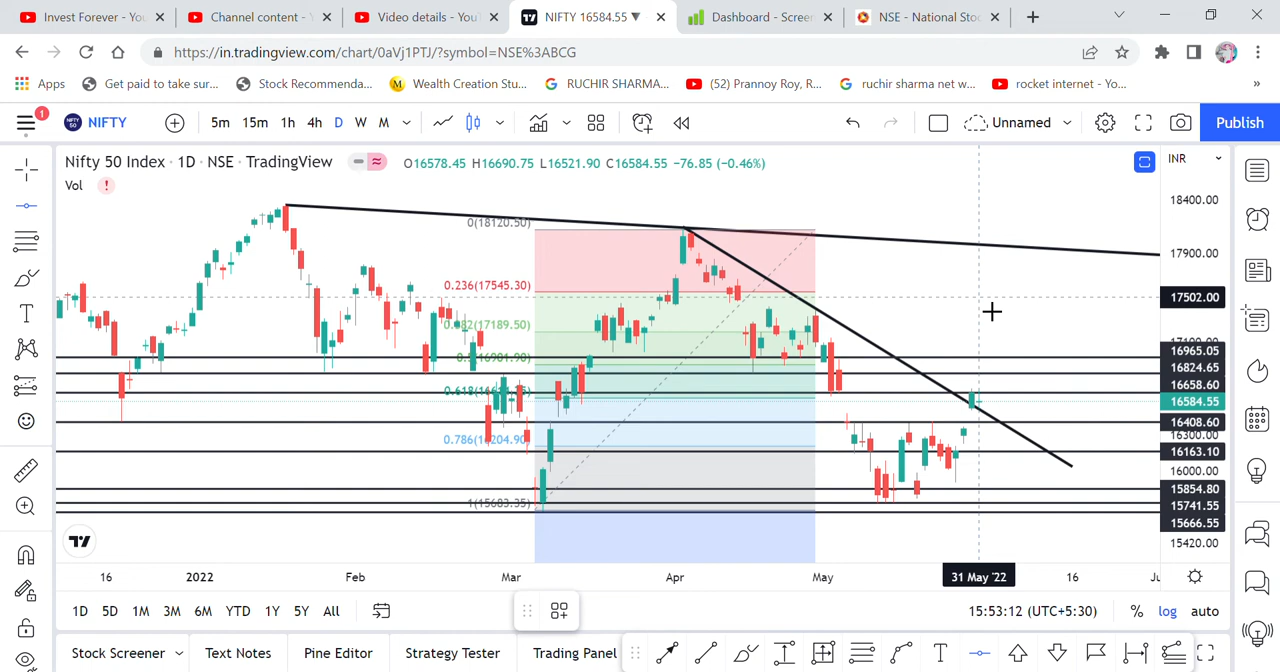 Invest Forever - You
Channel content - 
Video details - YouT
NIFTY 16584.55 ▼
Dashboard - Screen
NSE - National Stoc
https://in.tradingview.com/chart/0aVj1PTJ/?symbol=NSE%3ABCG
Apps
Get paid to take sur...
Stock Recommenda...
Wealth Creation Stu...
RUCHIR SHARMA...
(52) Prannoy Roy, R...
ruchir sharma net w...
rocket internet - Yo...
»
1
NIFTY
5m 15m 1h 4h D W M
Unnamed
Publish
Nifty 50 Index · 1D · NSE · TradingView
O16578.45 H16690.75 L16521.90 C16584.55 −76.85 (−0.46%)
INR
Vol !
18400.00
0(18120.50)
17900.00
0.236(17545.30)
17502.00
0.382(17189.50)
16965.05
0.5(16901.90)
16824.65
16658.60
16584.55
16408.60
16300.00
0.786(16204.90)
16163.10
16000.00
15854.80
1(15683.35)
15741.55
15666.55
15420.00
16 2022 Feb Mar Apr May 31 May '22 16
1D 5D 1M 3M 6M YTD 1Y 5Y All
15:53:12 (UTC+5:30) % log auto
Stock Screener
Text Notes
Pine Editor
Strategy Tester
Trading Panel